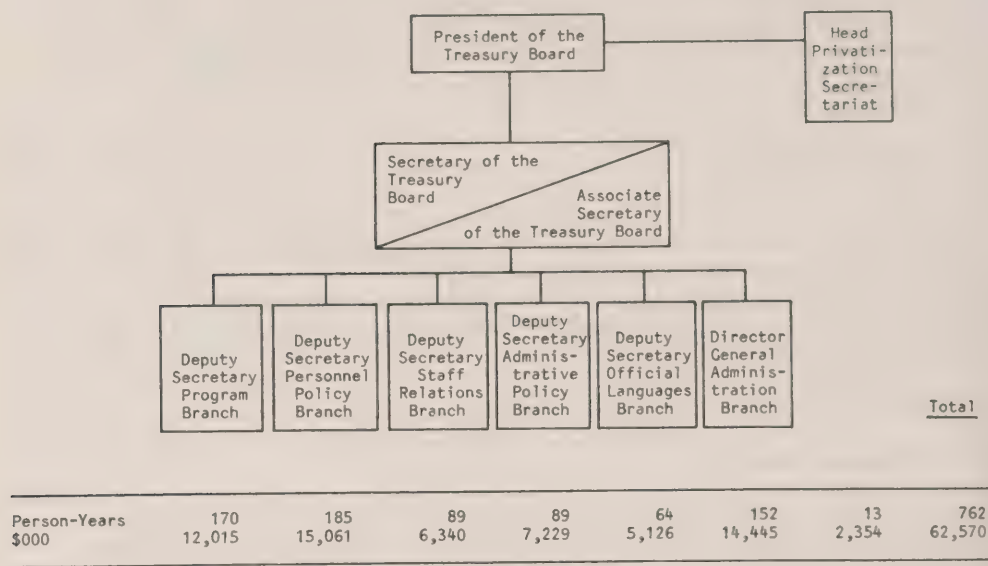 President of the
Treasury Board
Head
Privati-
zation
Secre-
tariat
Secretary of the
Treasury
Board
Associate
Secretary
of the Treasury Board
Deputy
Secretary
Program
Branch
Deputy
Secretary
Personnel
Policy
Branch
Deputy
Secretary
Staff
Relations
Branch
Deputy
Secretary
Adminis-
trative
Policy
Branch
Deputy
Secretary
Official
Languages
Branch
Director
General
Adminis-
tration
Branch
Total
Person-Years 170 185 89 89 64 152 13 762
$000 12,015 15,061 6,340 7,229 5,126 14,445 2,354 62,570